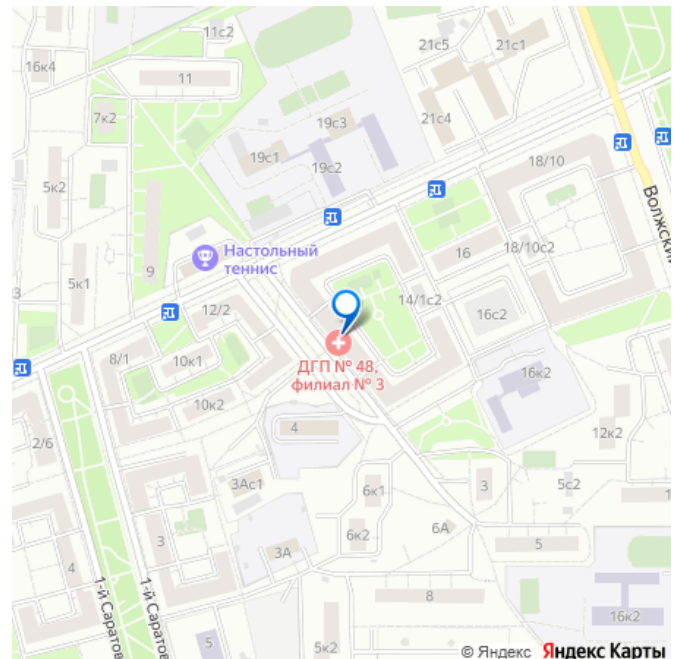 11с2
16к4
11
21с5
21с1
7к2
19с3
21с4
19с1
19с2
18/10
5к2
Волжский
Настольный
теннис
9
16
18/10с2
5к1
3
12/2
14/1с2
16с2
8/1
10к1
ДГП № 48,
филиал № 3
16к2
10к2
2/6
4
12к2
3Ас1
6к1
3
5с2
1
6А
3
6к2
5
3А
4
1-й Саратов
1-й Саратов
8
16к2
5
5к2
© Яндекс Яндекс Карты